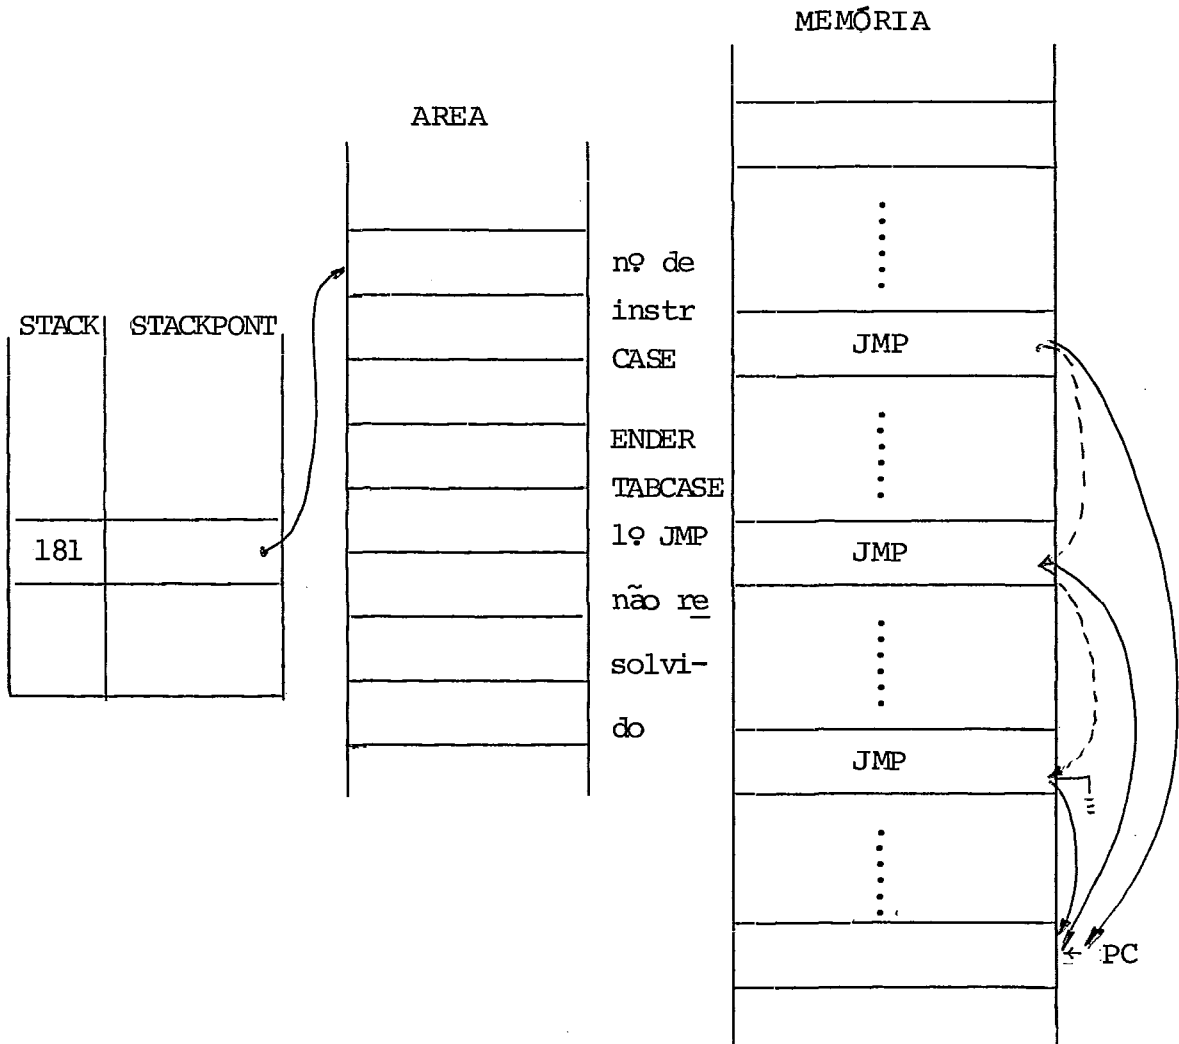 MEMÓRIA
AREA
STACK STACKPONT
181
nº de
instr
CASE
ENDER
TABCASE
1º JMP
não re
solvi-
do
JMP
JMP
JMP
PC